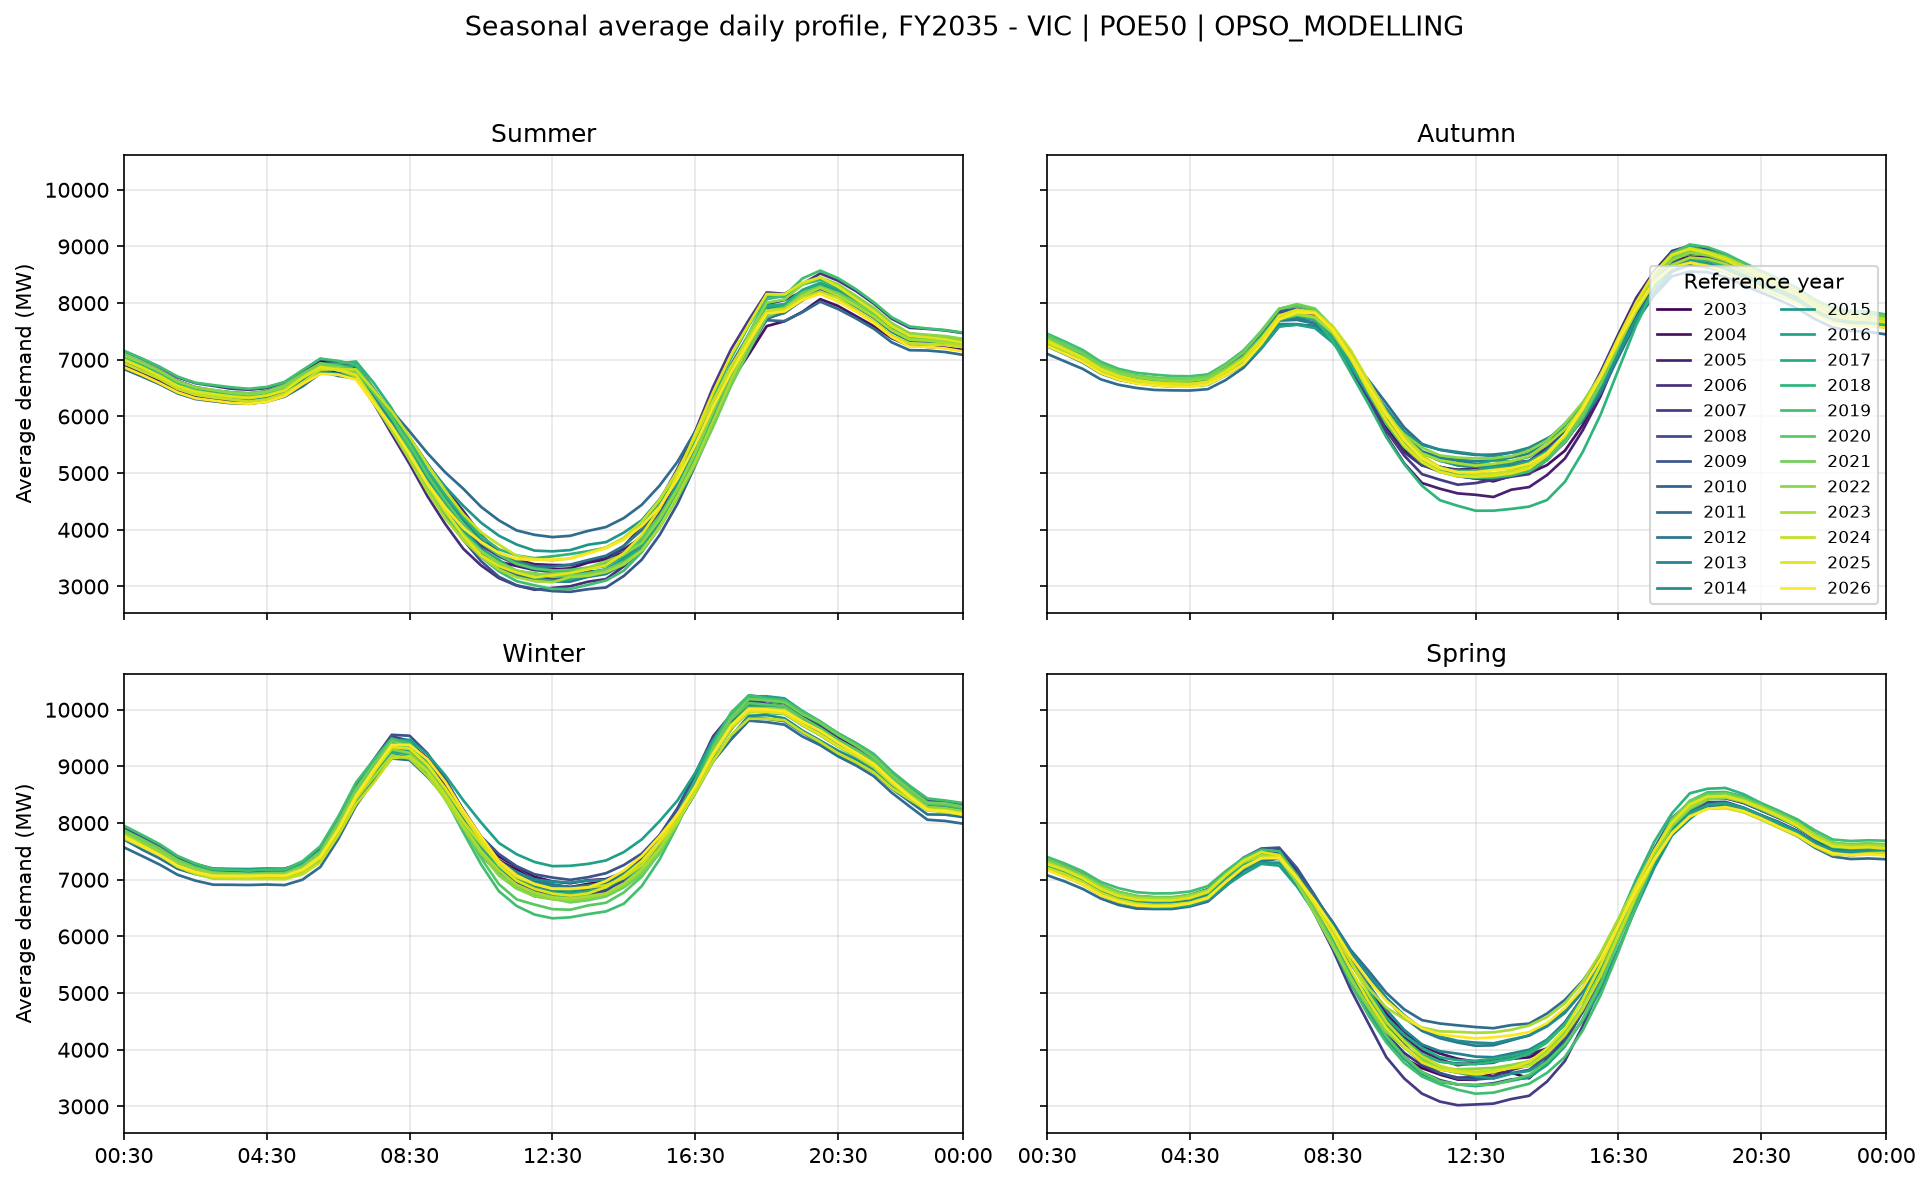 Seasonal average daily profile, FY2035 - VIC | POE50 | OPSO_MODELLING
Summer
Autumn
Average demand (MW)
10000
9000
8000
7000
6000
5000
4000
3000
Reference year
2003 2015
2004 2016
2005 2017
2006 2018
2007 2019
2008 2020
2009 2021
2010 2022
2011 2023
2012 2024
2013 2025
2014 2026
Winter
Spring
Average demand (MW)
10000
9000
8000
7000
6000
5000
4000
3000
00:30 04:30 08:30 12:30 16:30 20:30 00:00
00:30 04:30 08:30 12:30 16:30 20:30 00:00